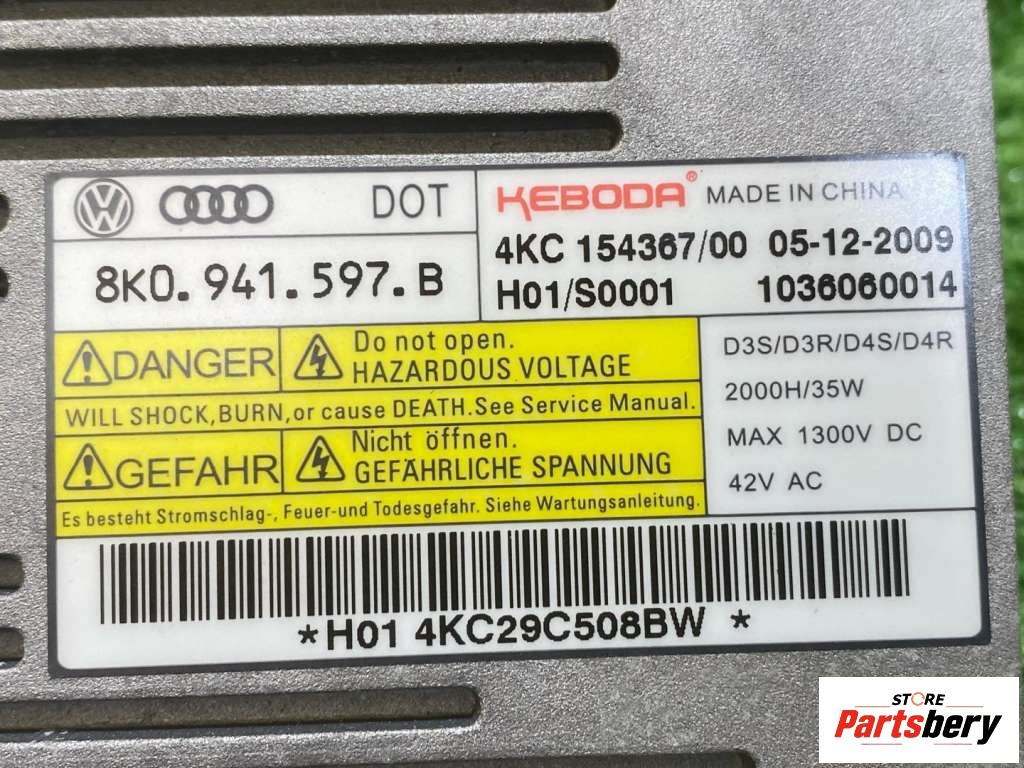 DOT
8K0.941.597.B
KEBODA® MADE IN CHINA
4KC 154367/00 05-12-2009
H01/S0001 1036060014
DANGER
Do not open.
HAZARDOUS VOLTAGE
WILL SHOCK,BURN,or cause DEATH.See Service Manual.
GEFAHR
Nicht öffnen.
GEFÄHRLICHE SPANNUNG
Es besteht Stromschlag-, Feuer-und Todesgefahr. Siehe Wartungsanleitung.
D3S/D3R/D4S/D4R
2000H/35W
MAX 1300V DC
42V AC
*H01 4KC29C508BW *
STORE
Partsbery